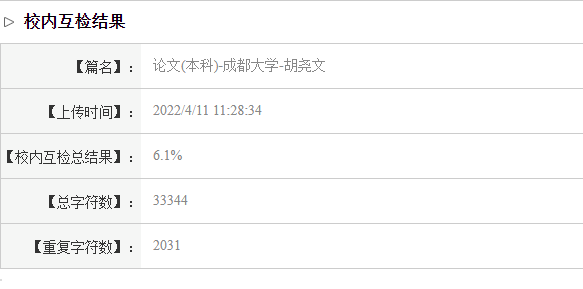 校内互检结果
【篇名】： 论文(本科)-成都大学-胡尧文
【上传时间】： 2022/4/11 11:28:34
【校内互检总结果】： 6.1%
【总字符数】： 33344
【重复字符数】： 2031